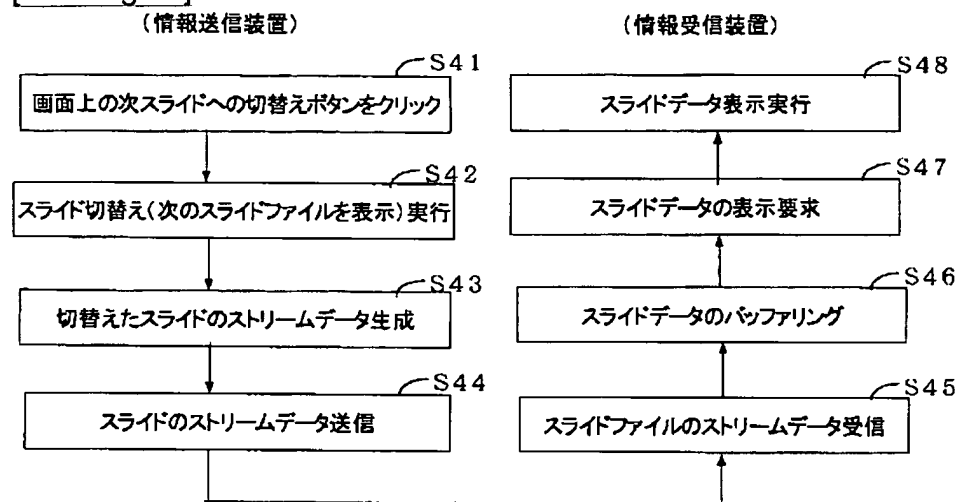 (情報送信装置)
S41
画面上の次スライドへの切替えボタンをクリック
S42
スライド切替え(次のスライドファイルを表示)実行
S43
切替えたスライドのストリームデータ生成
S44
スライドのストリームデータ送信
(情報受信装置)
S48
スライドデータ表示実行
S47
スライドデータの表示要求
S46
スライドデータのバッファリング
S45
スライドファイルのストリームデータ受信